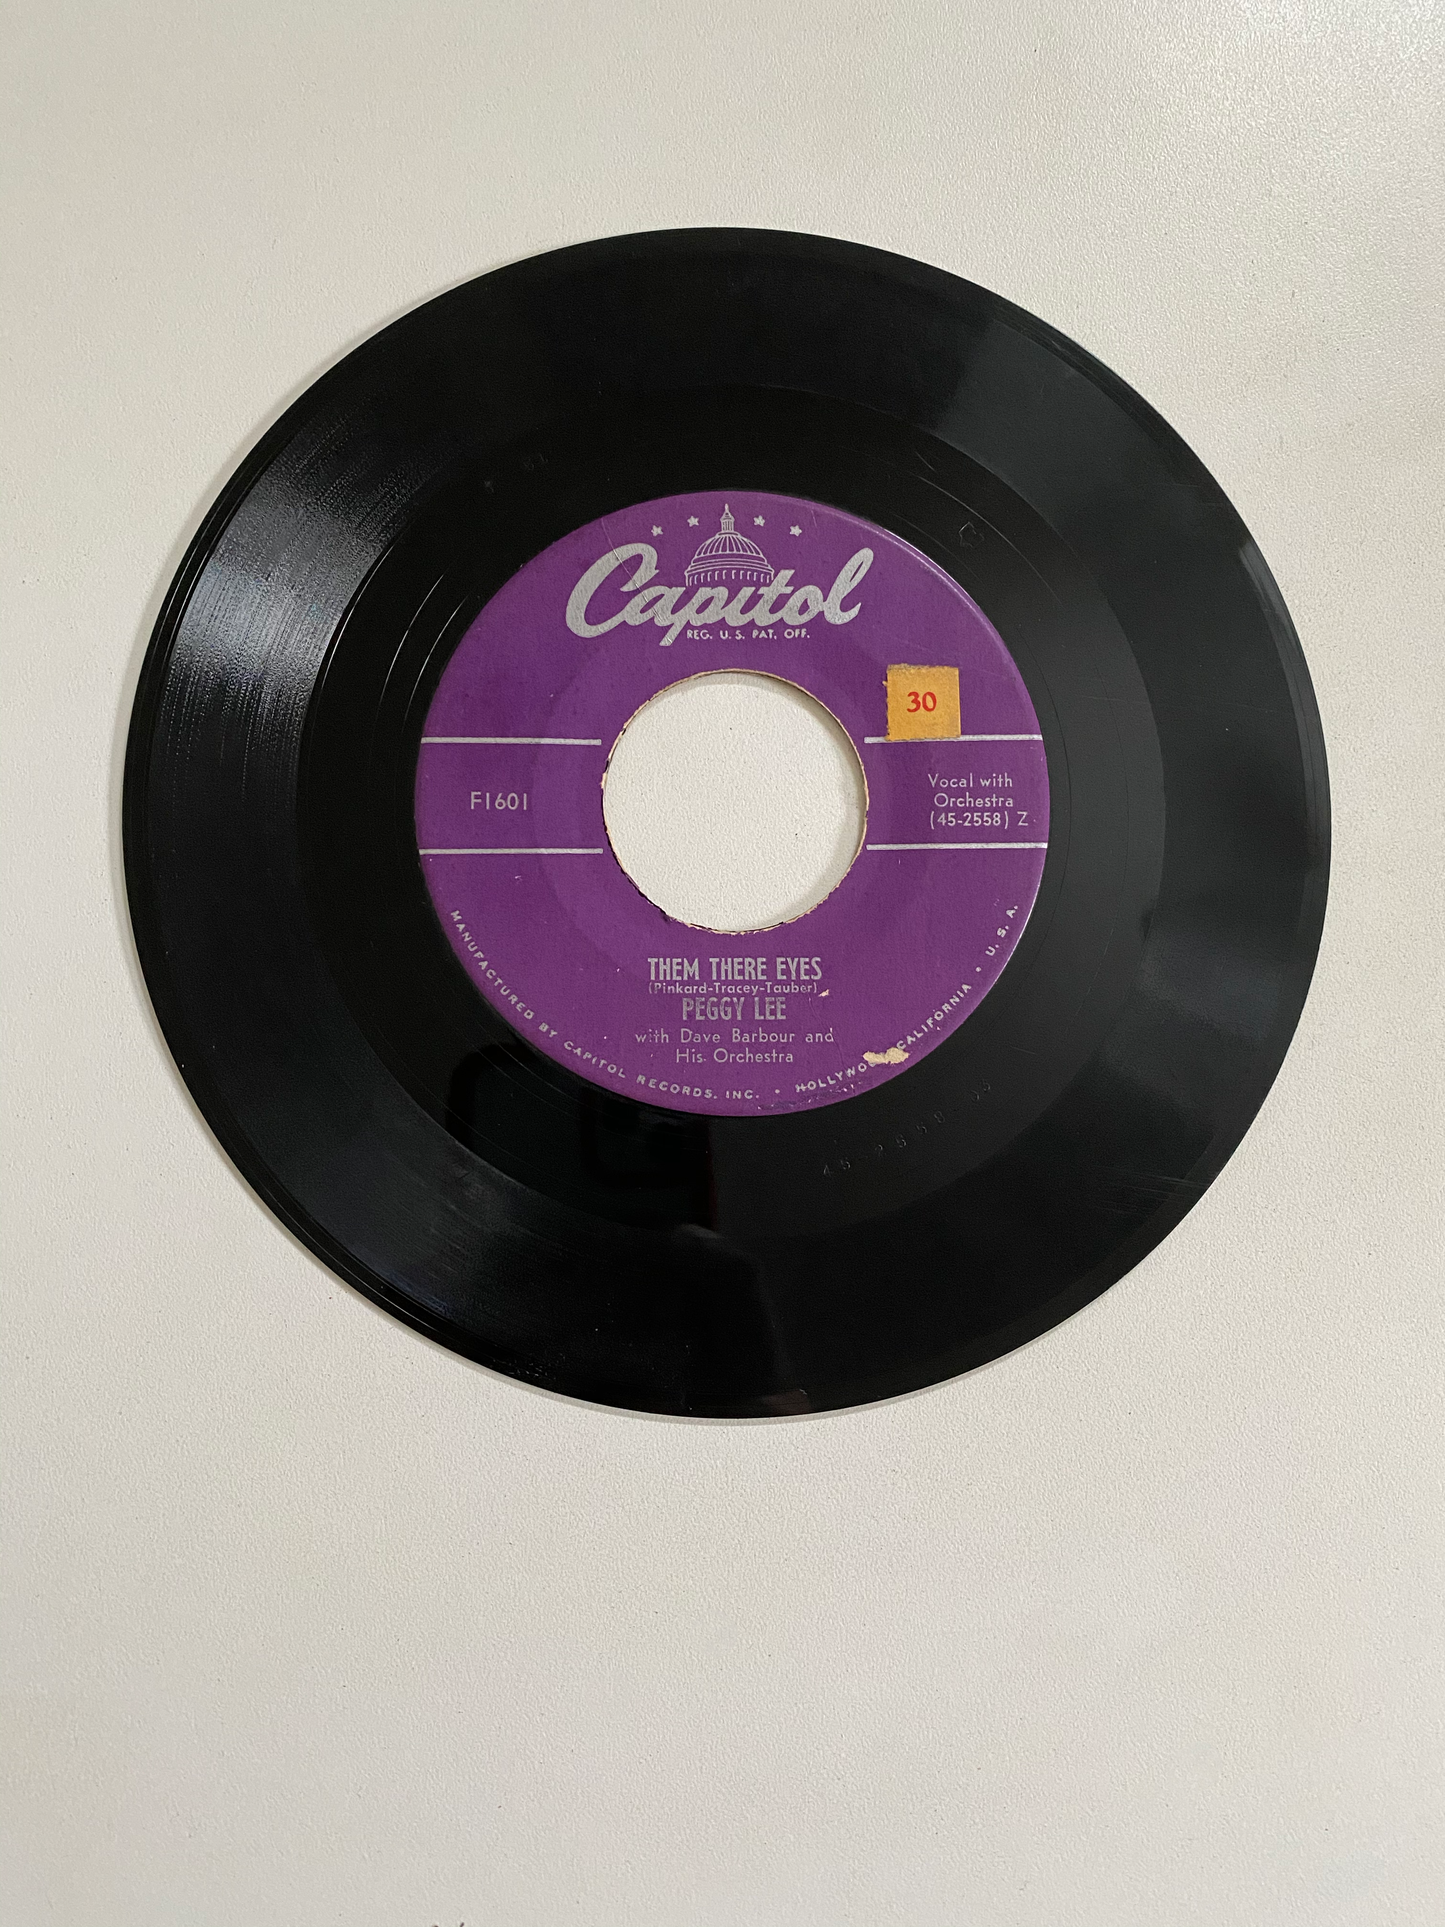 Capitol
REG. U. S. PAT. OFF.
30
F1601
Vocal with
Orchestra
(45-2558) Z
THEM THERE EYES
(Pinkard-Tracey-Tauber)
PEGGY LEE
with Dave Barbour and
His Orchestra
MANUFACTURED BY CAPITOL RECORDS, INC. • HOLLYWOO CALIFORNIA • U. S. A.